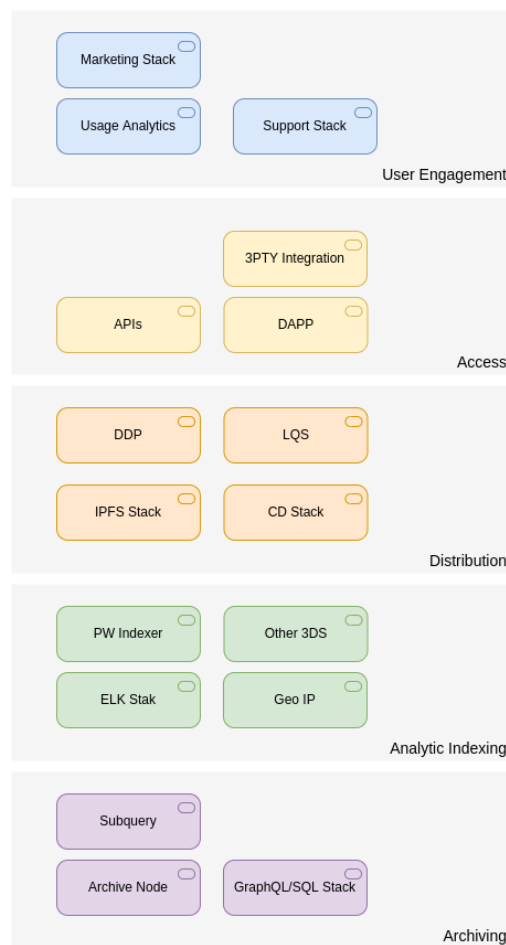 Marketing Stack
Usage Analytics
Support Stack
User Engagement
3PTY Integration
APIs
DAPP
Access
DDP
LQS
IPFS Stack
CD Stack
Distribution
PW Indexer
Other 3DS
ELK Stak
Geo IP
Analytic Indexing
Subquery
Archive Node
GraphQL/SQL Stack
Archiving